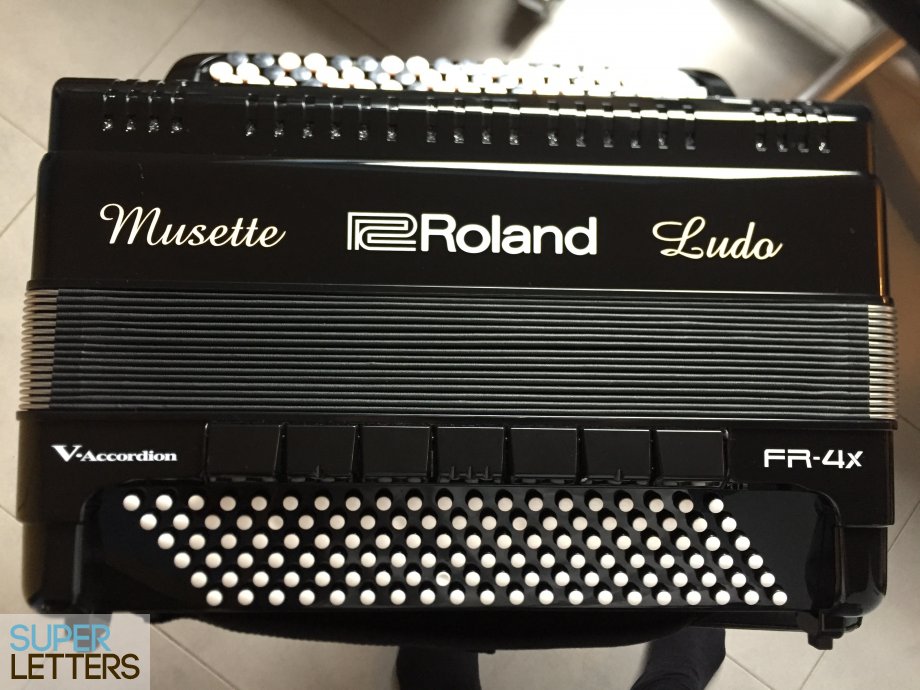 Musette Roland Ludo
V-Accordion FR-4x
SUPER
LETTERS